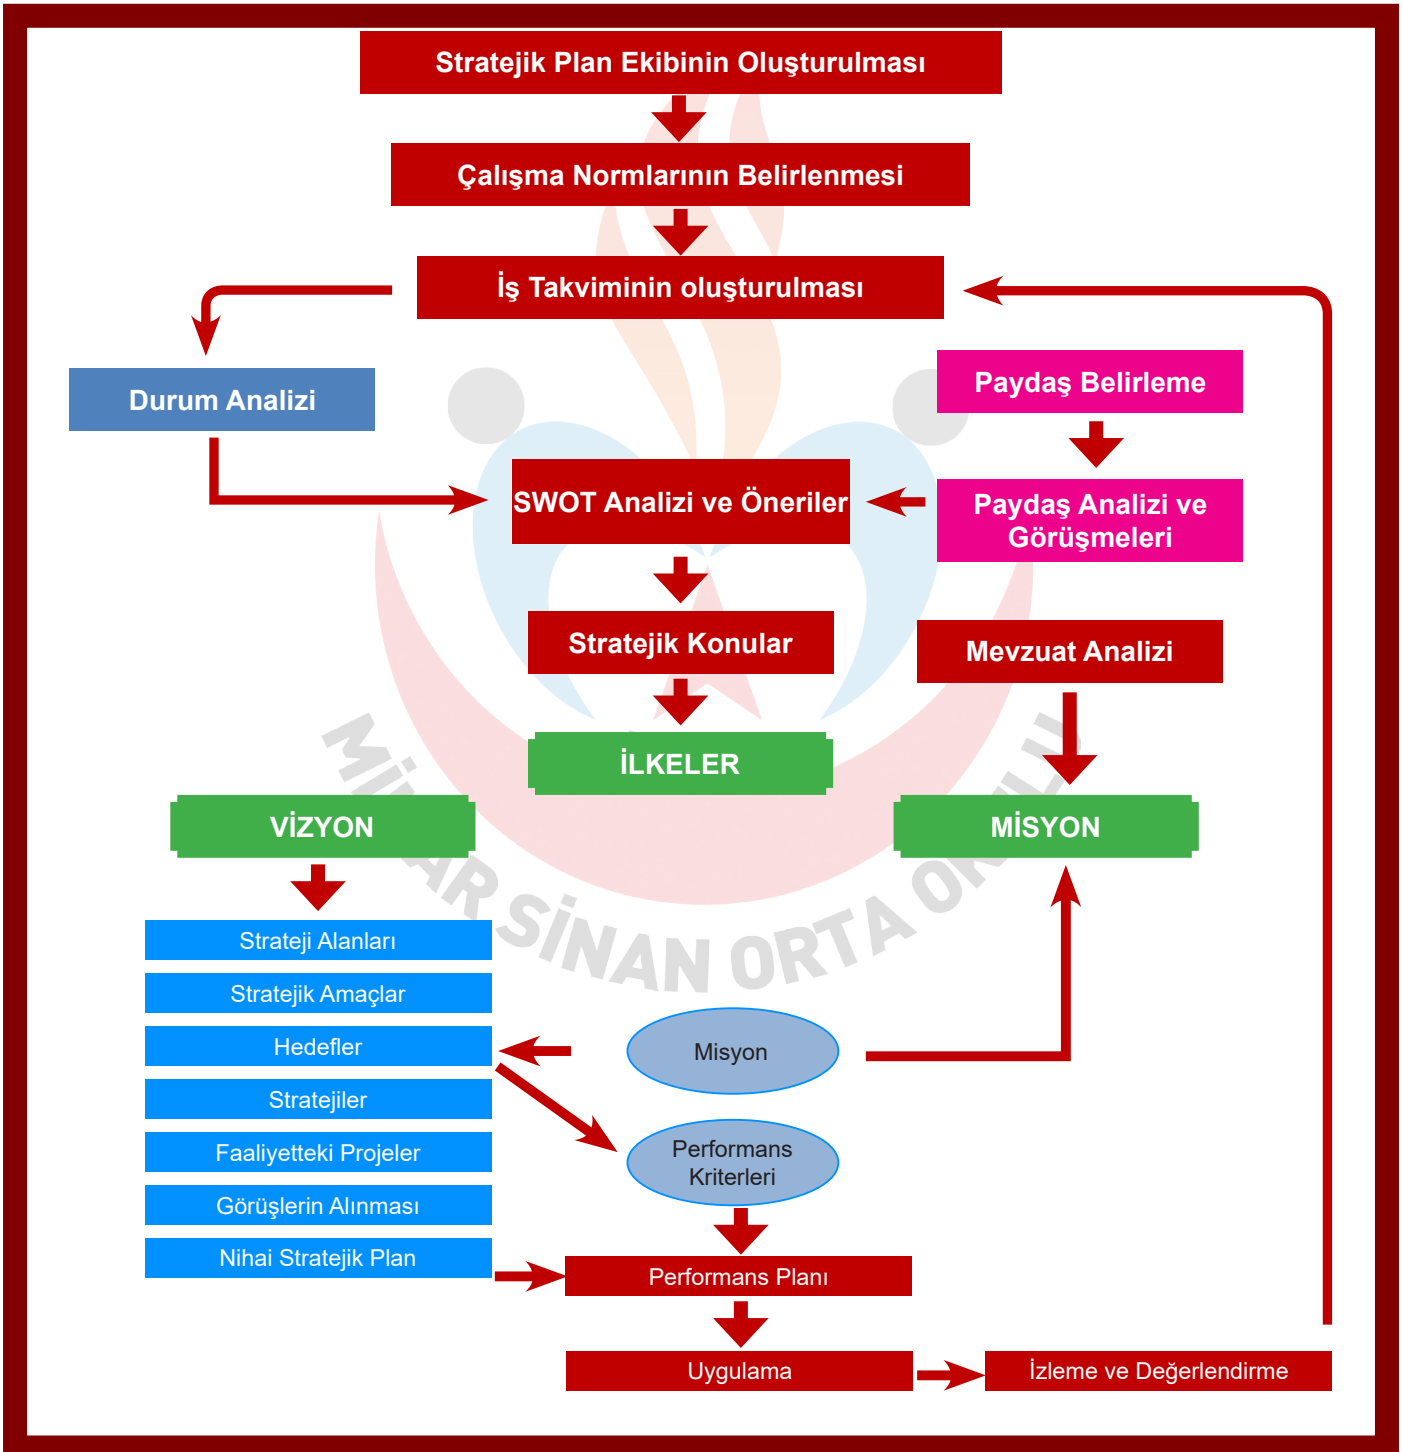 Stratejik Plan Ekibinin Oluşturulması
Çalışma Normlarının Belirlenmesi
İş Takviminin oluşturulması
Durum Analizi
Paydaş Belirleme
SWOT Analizi ve Öneriler
Paydaş Analizi ve
Görüşmeleri
Stratejik Konular
Mevzuat Analizi
İLKELER
VİZYON
MİSYON
Strateji Alanları
Stratejik Amaçlar
Hedefler
Stratejiler
Faaliyetteki Projeler
Görüşlerin Alınması
Nihai Stratejik Plan
Misyon
Performans
Kriterleri
Performans Planı
Uygulama
İzleme ve Değerlendirme
SİNAN ORTA